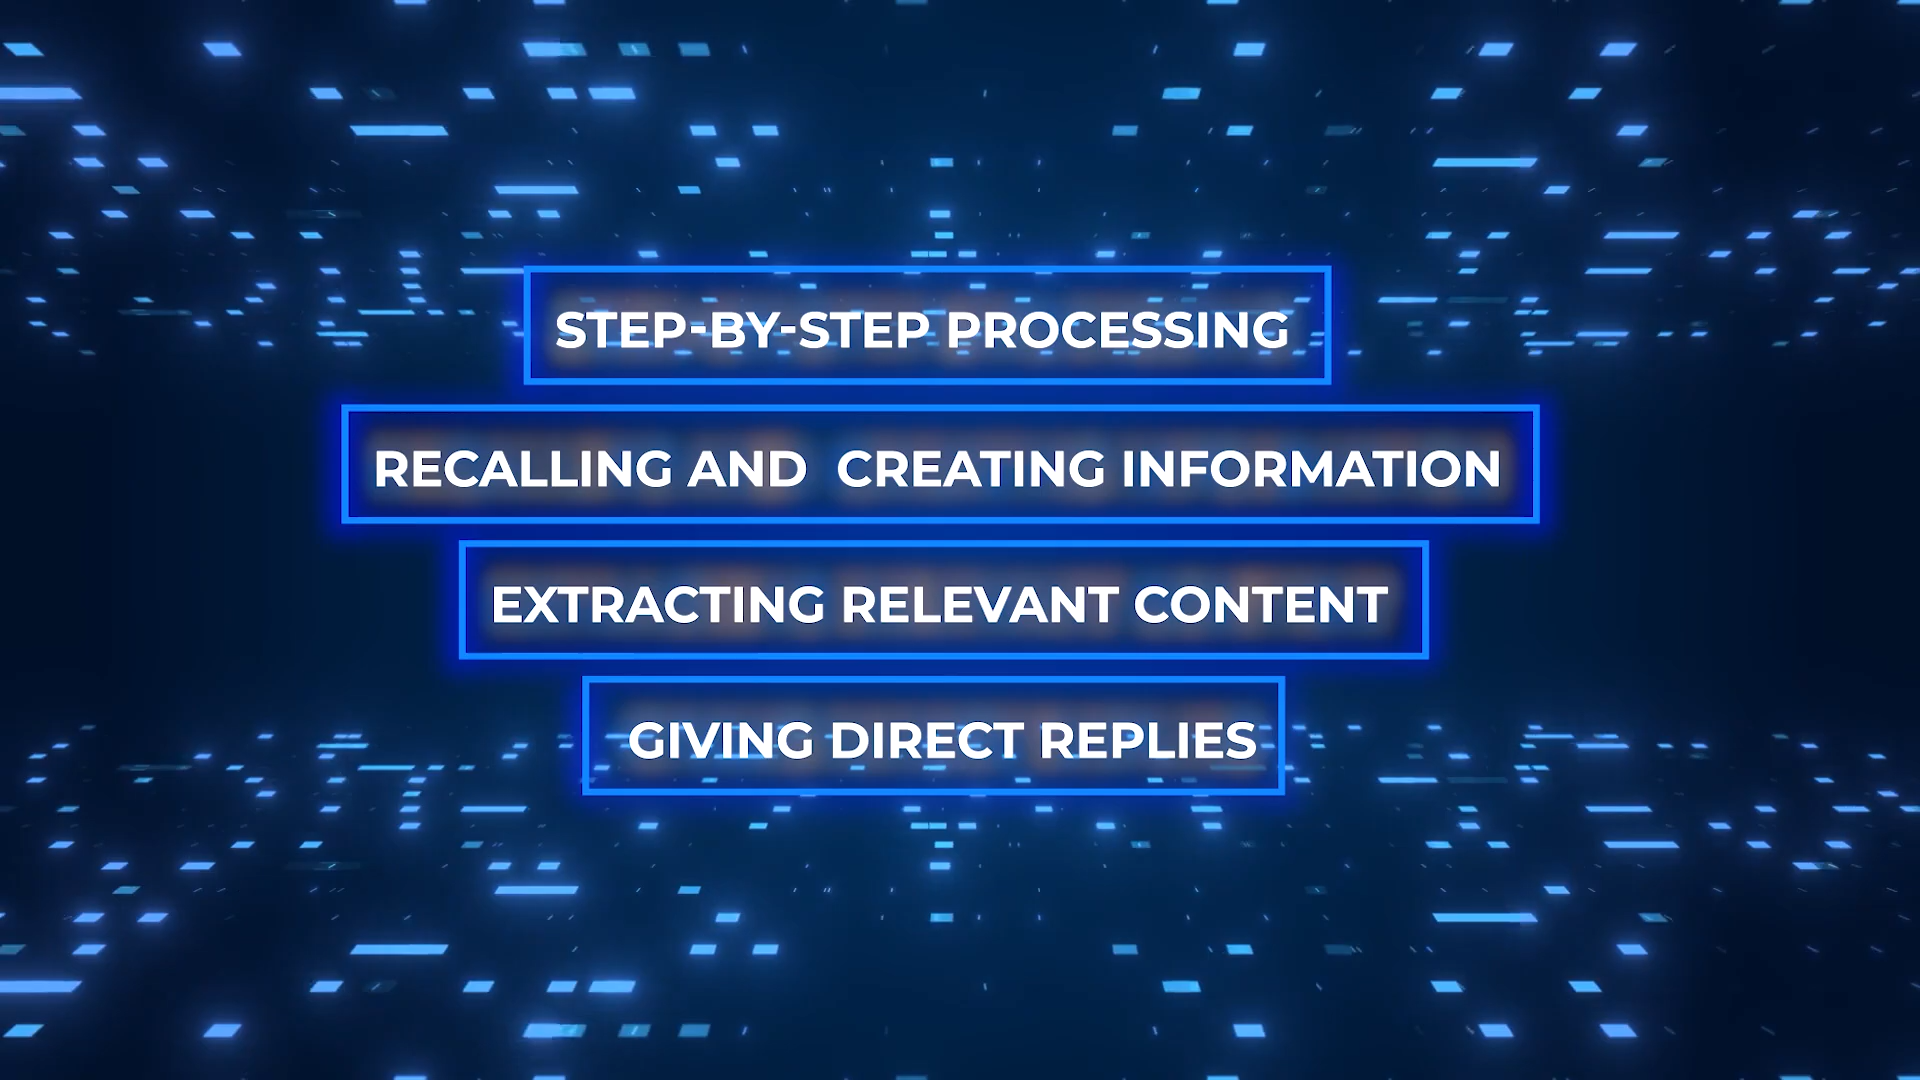 STEP-BY-STEP PROCESSING
RECALLING AND  CREATING INFORMATION
EXTRACTING RELEVANT CONTENT
GIVING DIRECT REPLIES